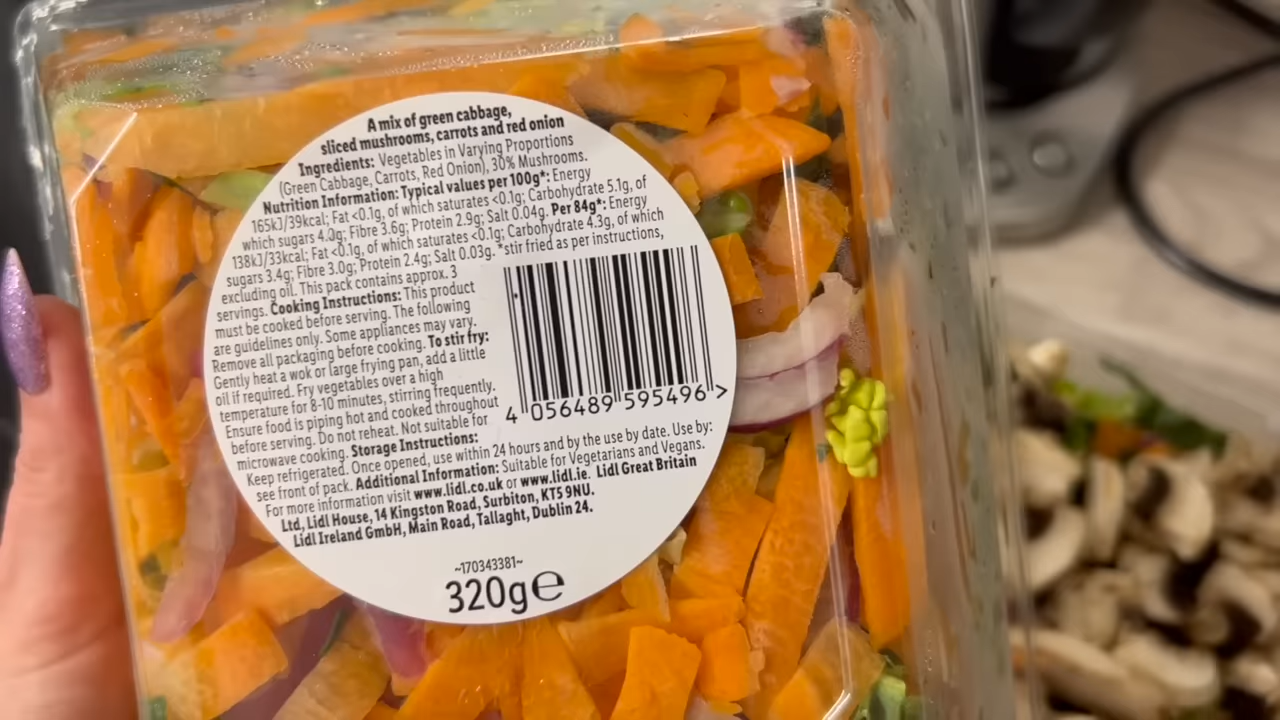 A mix of green cabbage,
sliced mushrooms, carrots and red onion
Ingredients: Vegetables in Varying Proportions
(Green Cabbage, Carrots, Red Onion), 30% Mushrooms.
Nutrition Information: Typical values per 100g*: Energy
165kJ/39kcal; Fat <0.1g, of which saturates <0.1g; Carbohydrate 5.1g, of
which sugars 4.0g; Fibre 3.6g; Protein 2.9g; Salt 0.04g. Per 84g*: Energy
138kJ/33kcal; Fat <0.1g, of which saturates <0.1g; Carbohydrate 4.3g, of which
sugars 3.4g; Fibre 3.0g; Protein 2.4g; Salt 0.03g. *stir fried as per instructions,
excluding oil. This pack contains approx. 3
servings. Cooking Instructions: This product
must be cooked before serving. The following
are guidelines only. Some appliances may vary.
Remove all packaging before cooking. To stir fry:
Gently heat a wok or large frying pan, add a little
oil if required. Fry vegetables over a high
temperature for 8-10 minutes, stirring frequently.
Ensure food is piping hot and cooked throughout
before serving. Do not reheat. Not suitable for
microwave cooking. Storage Instructions:
Keep refrigerated. Once opened, use within 24 hours and by the use by date. Use by:
see front of pack. Additional Information: Suitable for Vegetarians and Vegans.
For more information visit www.lidl.co.uk or www.lidl.ie. Lidl Great Britain
Ltd, Lidl House, 14 Kingston Road, Surbiton, KT5 9NU.
Lidl Ireland GmbH, Main Road, Tallaght, Dublin 24.
4 056489 595496 >
~170343381~
320g℮